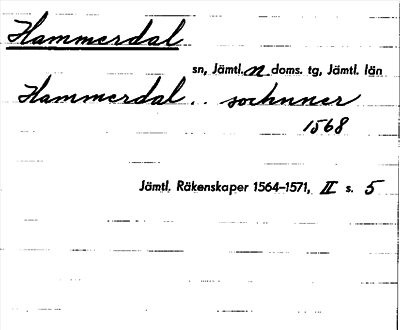 Hammerdal
sn, Jämtl. n doms. tg, Jämtl. län
Hammerdal .. sochnner
1568
Jämtl. Räkenskaper 1564–1571, II s. 5